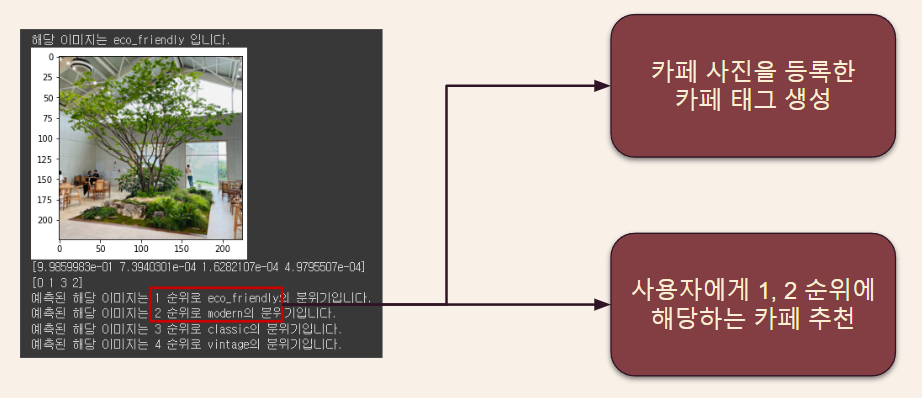 해당 이미지는 eco_friendly 입니다.
0
25
50
75
100
125
150
175
200
0 50 100 150 200
[9.9859983e-01 7.3940301e-04 1.6282107e-04 4.9795507e-04]
[0 1 3 2]
예측된 해당 이미지는 1 순위로 eco_friendly의 분위기입니다.
예측된 해당 이미지는 2 순위로 modern의 분위기입니다.
예측된 해당 이미지는 3 순위로 classic의 분위기입니다.
예측된 해당 이미지는 4 순위로 vintage의 분위기입니다.
카페 사진을 등록한
카페 태그 생성
사용자에게 1, 2 순위에
해당하는 카페 추천